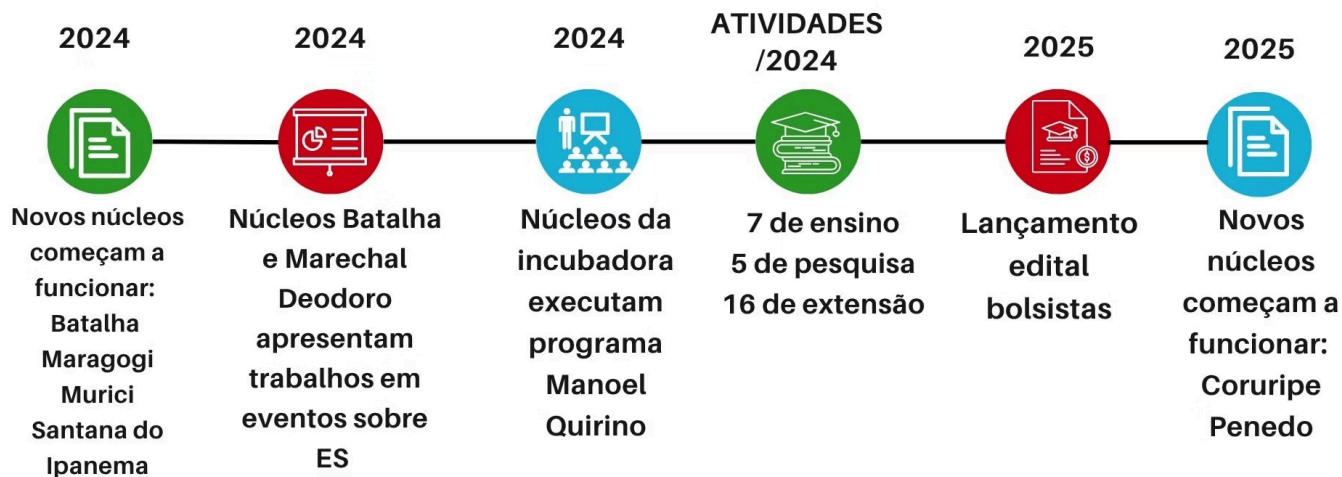 2024
Novos núcleos
começam a
funcionar:
Batalha
Maragogi
Murici
Santana do
Ipanema
2024
Núcleos Batalha
e Marechal
Deodoro
apresentam
trabalhos em
eventos sobre
ES
2024
Núcleos da
incubadora
executam
programa
Manoel
Quirino
ATIVIDADES
/2024
7 de ensino
5 de pesquisa
16 de extensão
2025
Lançamento
edital
bolsistas
2025
Novos
núcleos
começam a
funcionar:
Coruripe
Penedo